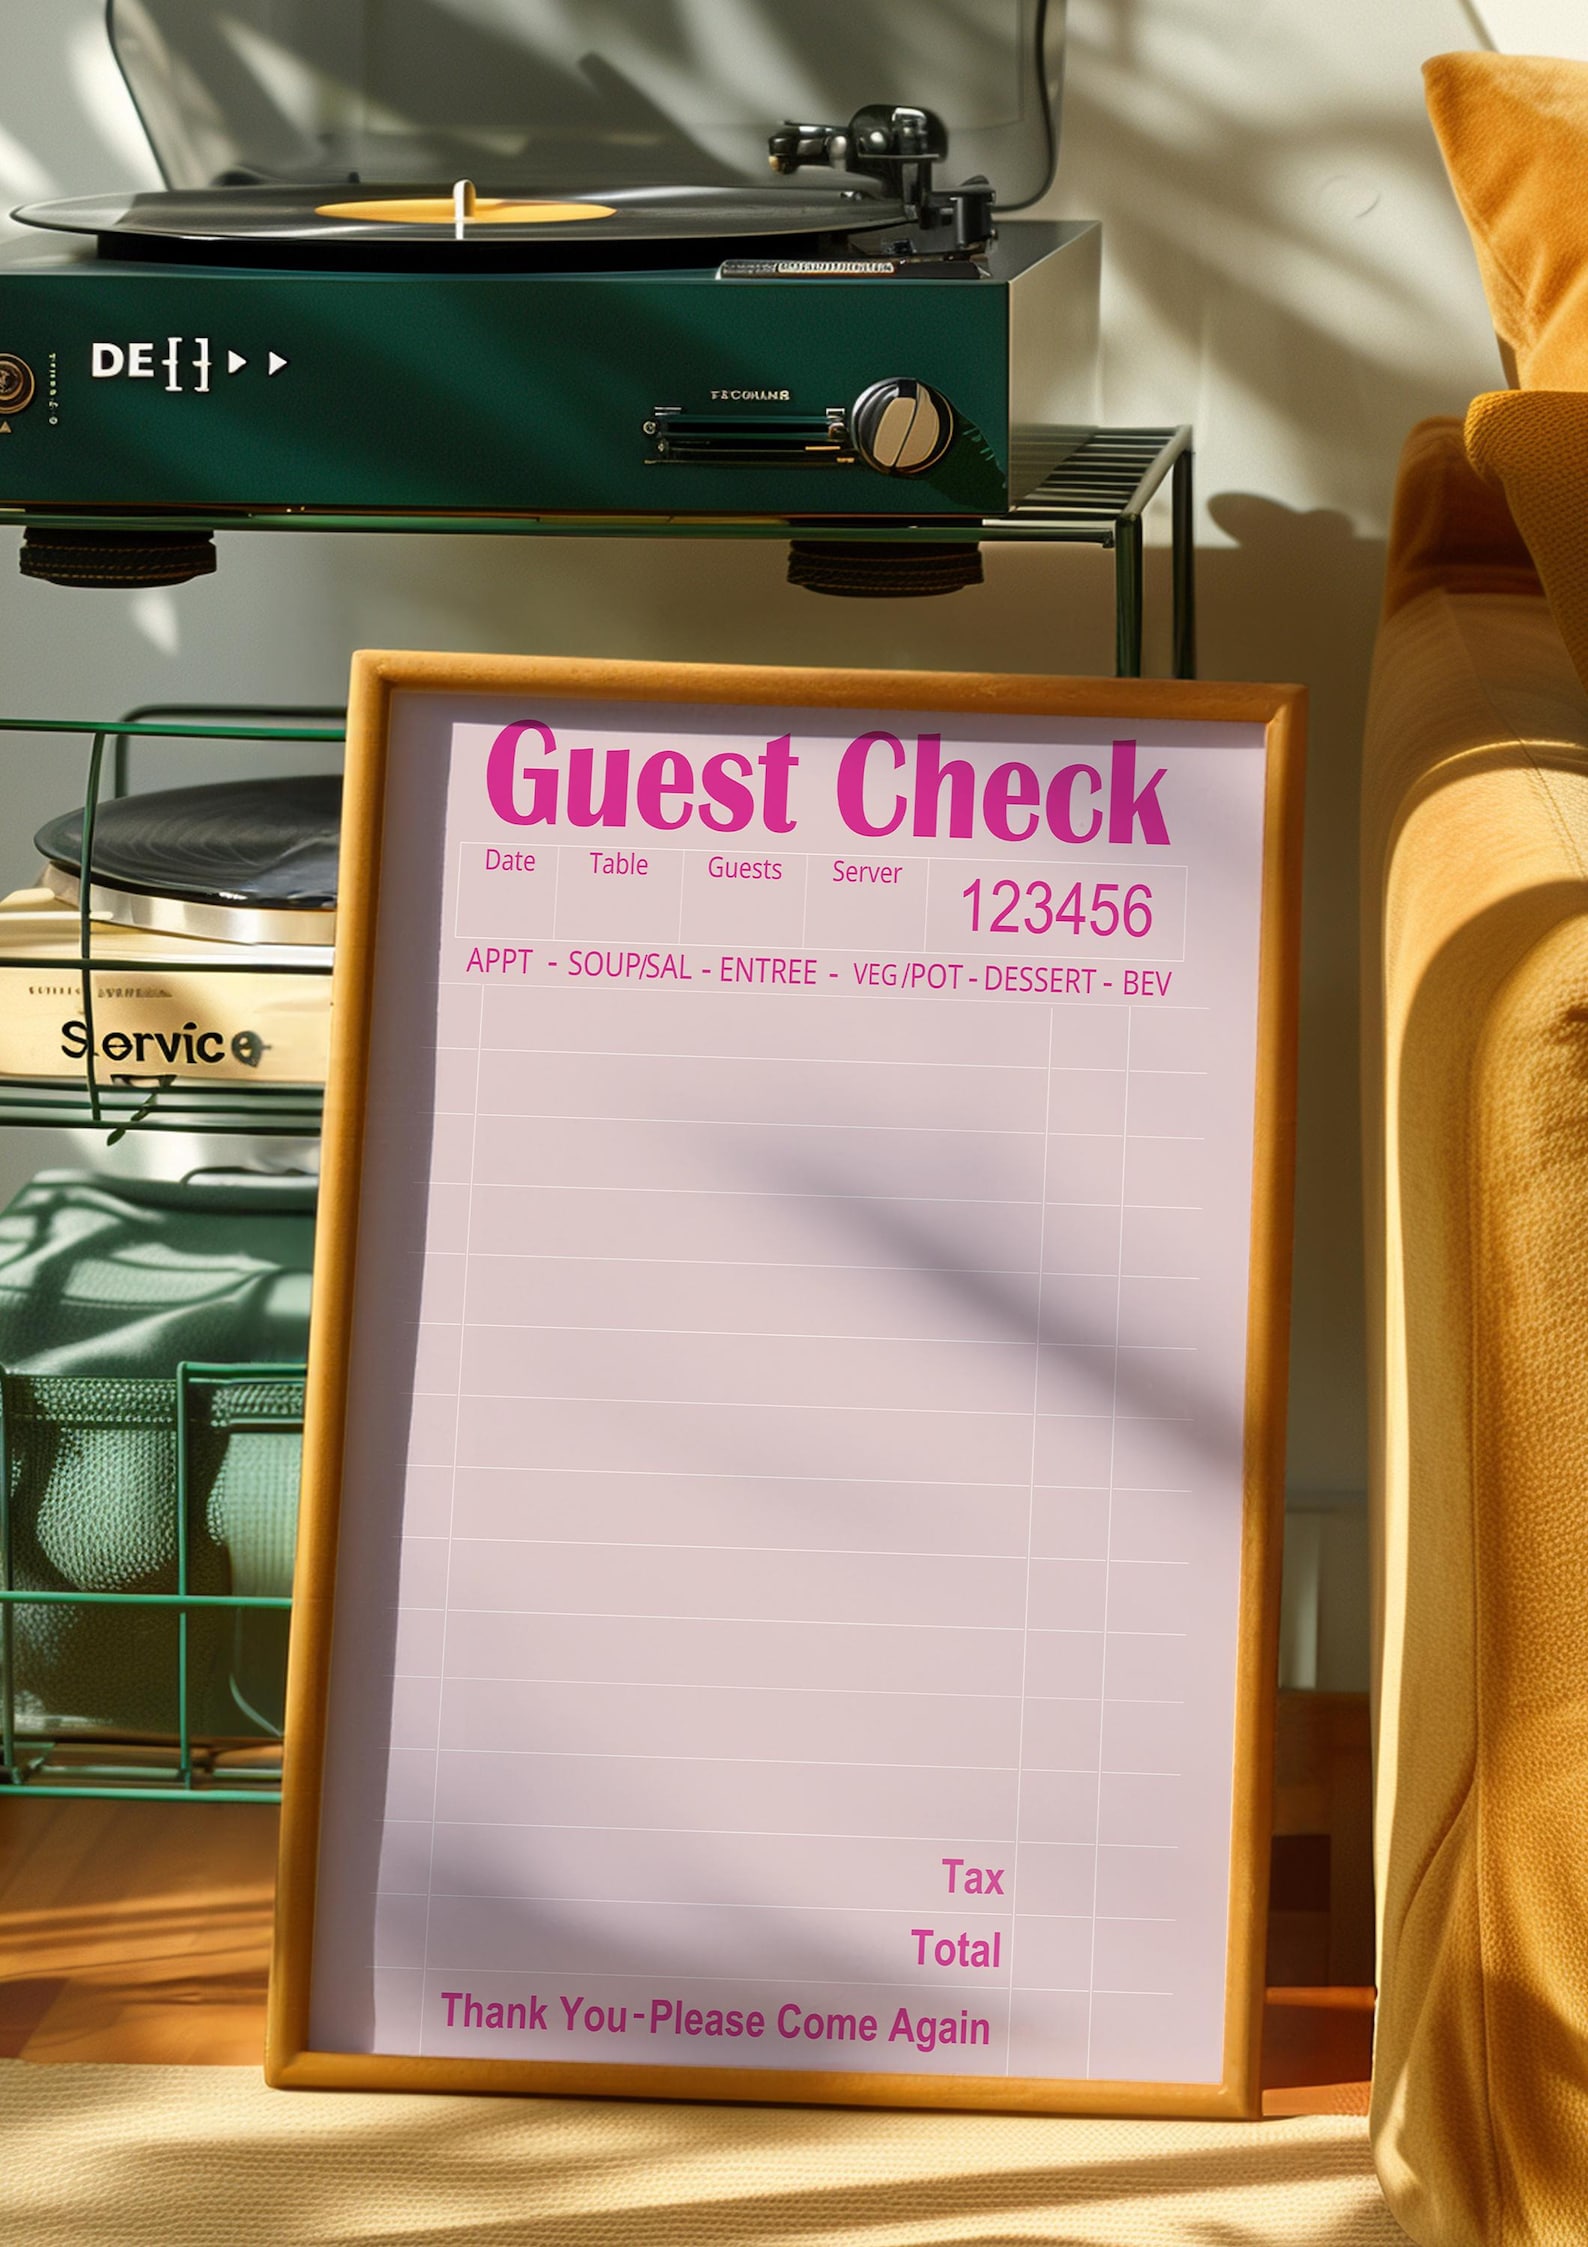 DE
Guest Check
Date Table Guests Server 123456
APPT - SOUP/SAL - ENTREE - VEG/POT - DESSERT - BEV
Tax
Total
Thank You-Please Come Again